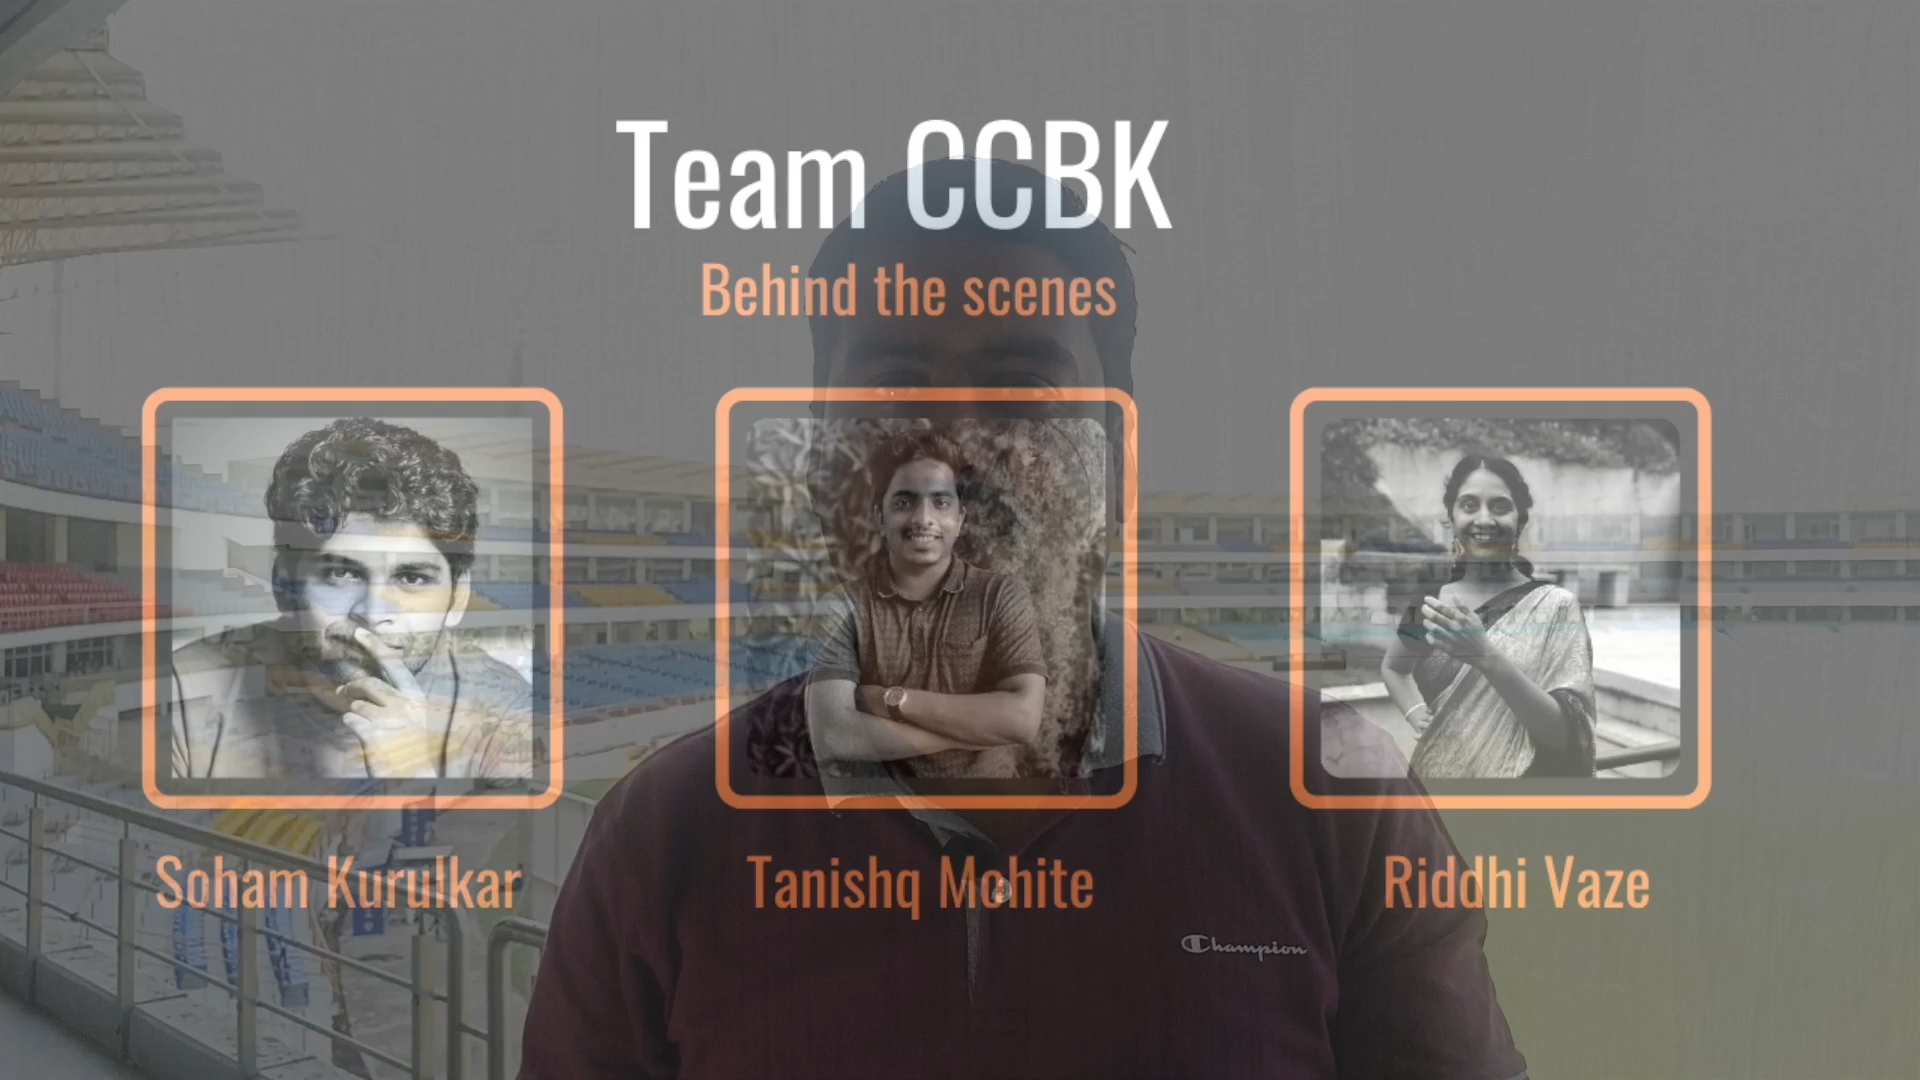 Team CCBK
Behind the scenes
Soham Kurulkar
Tanishq Mohite
Riddhi Vaze
Champion